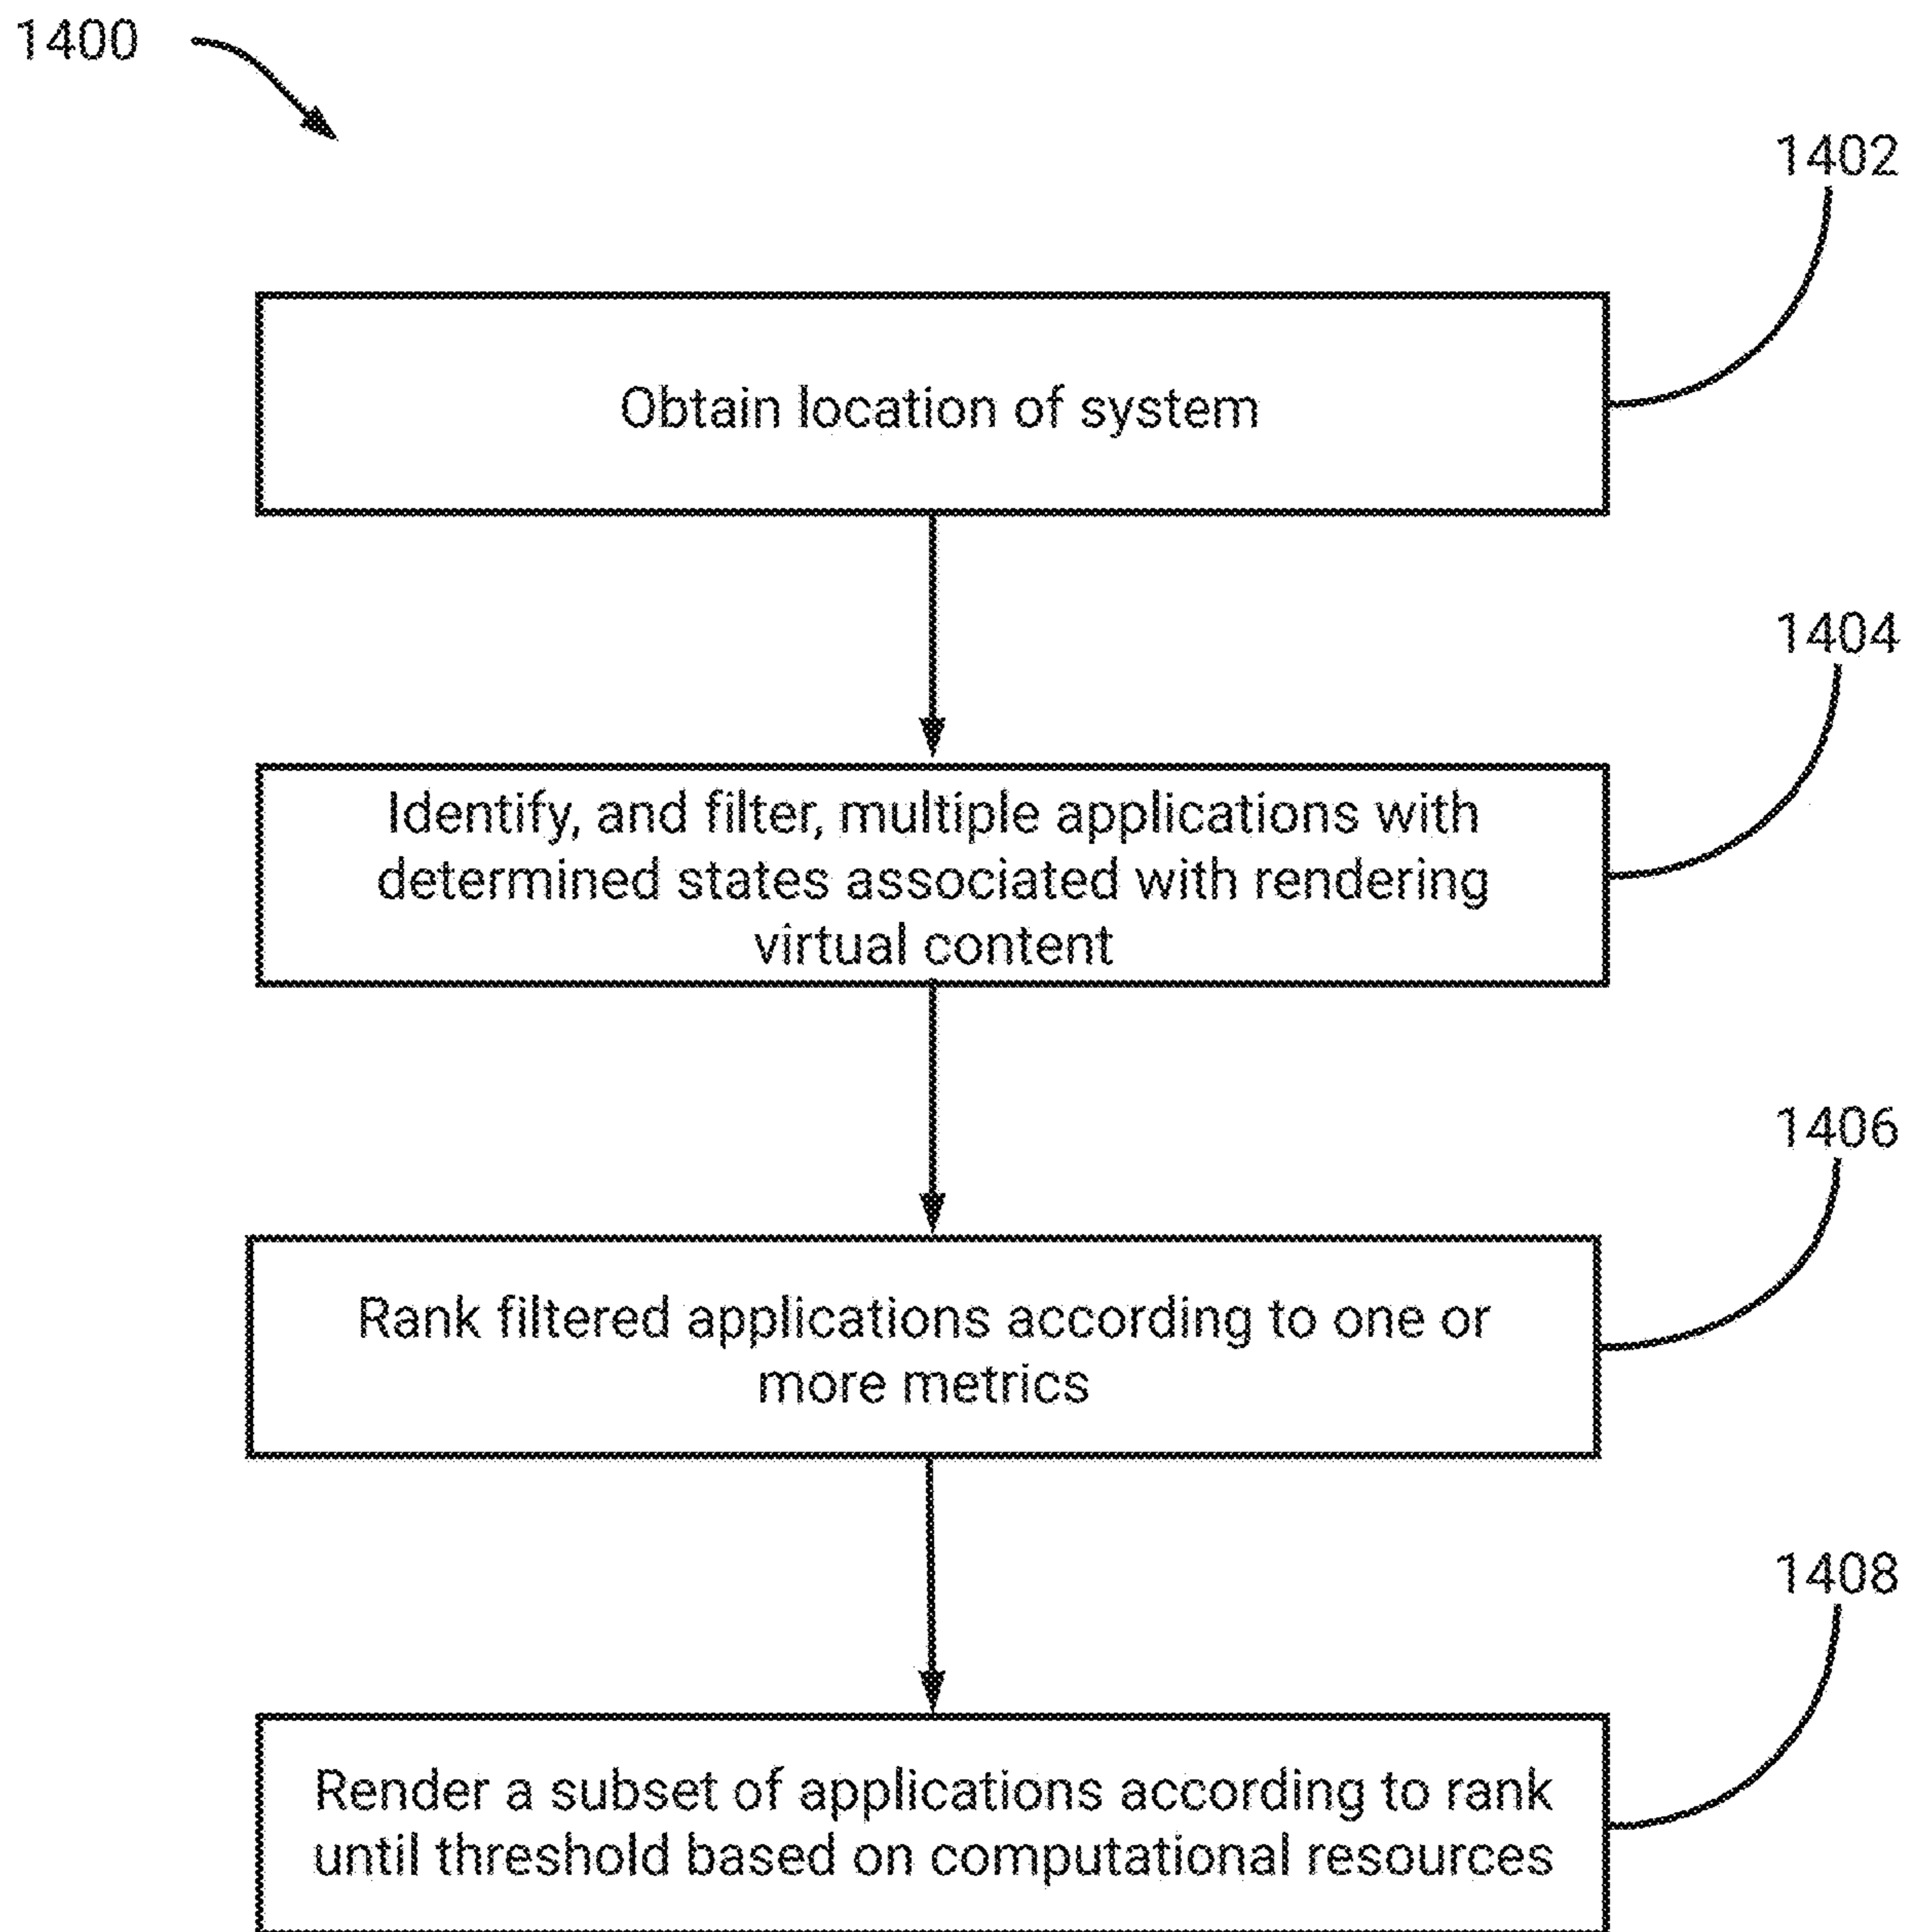 1400
1402
Obtain location of system
1404
Identify, and filter, multiple applications with
determined states associated with rendering
virtual content
1406
Rank filtered applications according to one or
more metrics
1408
Render a subset of applications according to rank
until threshold based on computational resources